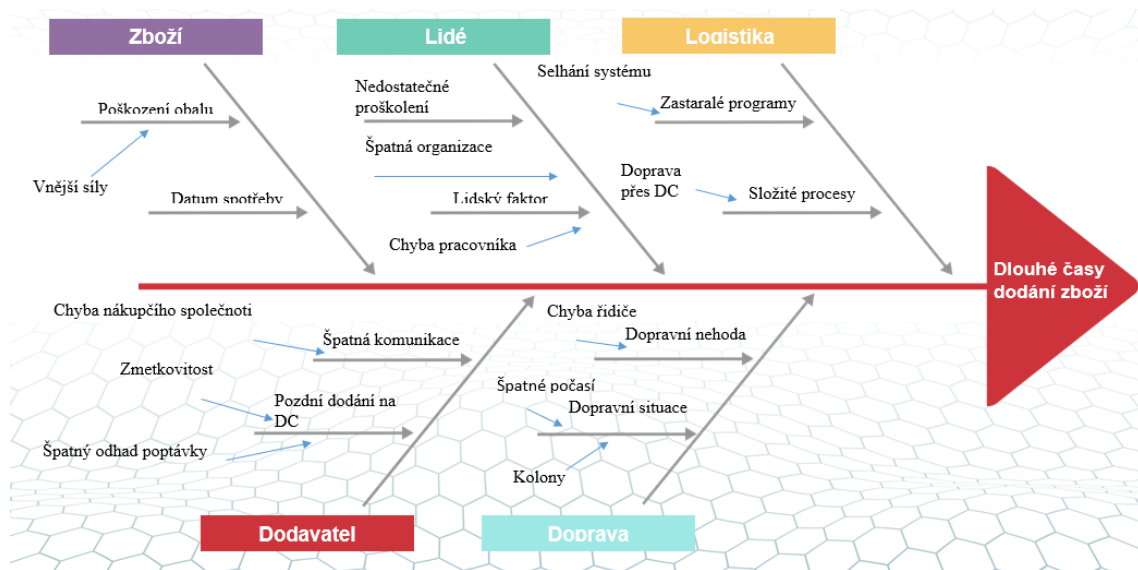 Zboží
Lidé
Logistika
Selhání systému
Nedostatečné
proškolení
Poškození obalu
Zastaralé programy
Špatná organizace
Vnější síly
Doprava
přes DC
Datum spotřeby
Lidský faktor
Složité procesy
Chyba pracovníka
Dlouhé časy
dodání zboží
Chyba nákupčího společnoti
Chyba řidiče
Špatná komunikace
Dopravní nehoda
Zmetkovitost
Špatné počasí
Pozdní dodání na
DC
Dopravní situace
Špatný odhad poptávky
Kolony
Dodavatel
Doprava